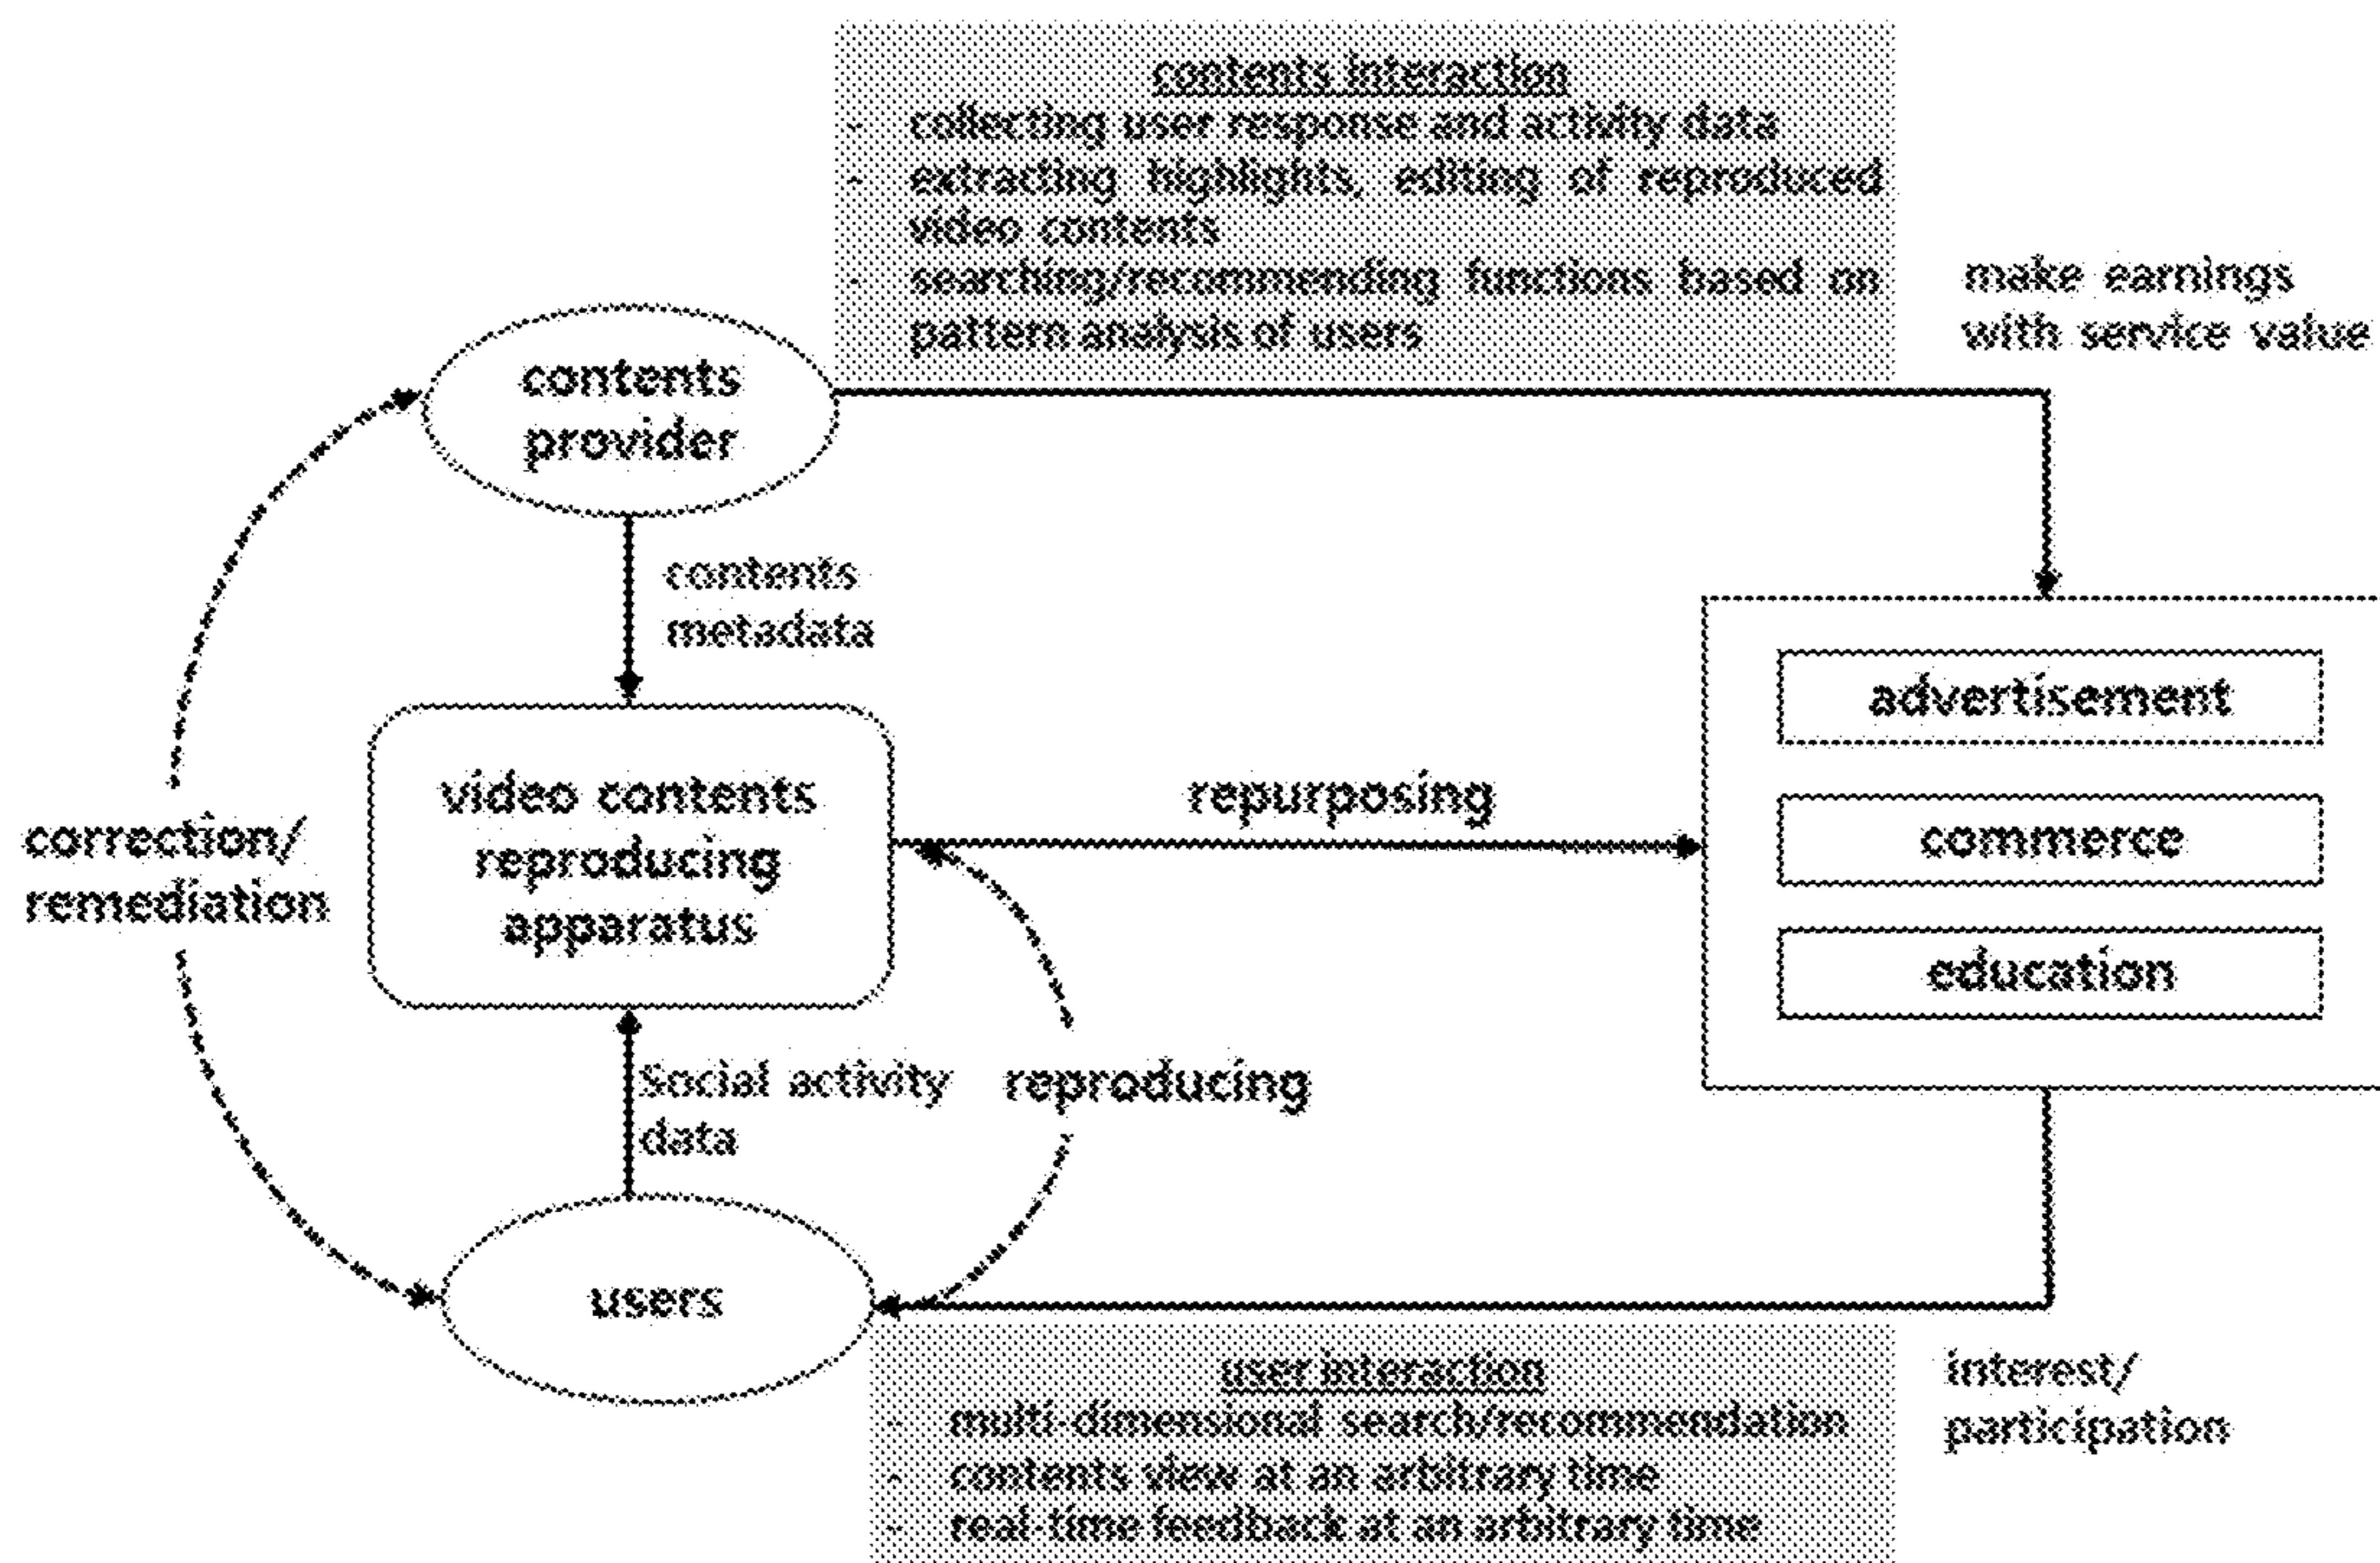 contents interaction
- collecting user response and activity data
- extracting highlights, editing of reproduced
video contents
- searching/recommending functions based on
pattern analysis of users
make earnings
with service value
contents
provider
contents
metadata
advertisement
video contents
reproducing
apparatus
repurposing
commerce
correction/
remediation
education
Social activity
data
reproducing
users
user interaction
- multi-dimensional search/recommendation
- contents view at an arbitrary time
- real-time feedback at an arbitrary time
interest/
participation